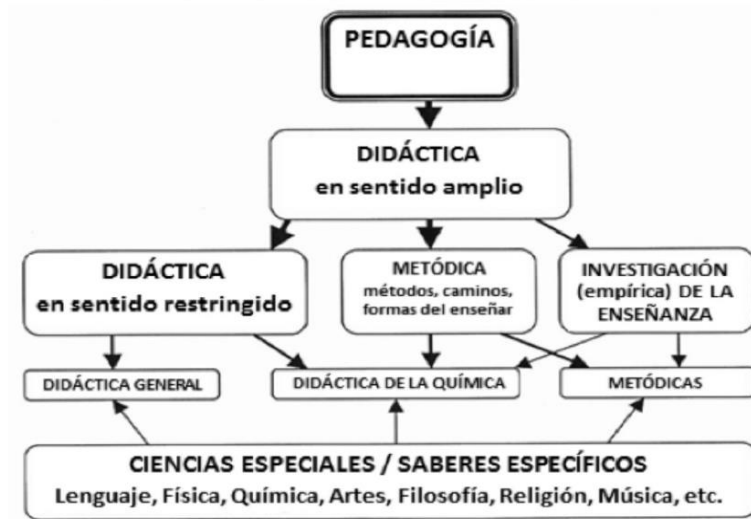 PEDAGOGÍA
DIDÁCTICA
en sentido amplio
DIDÁCTICA
en sentido restringido
METÓDICA
métodos, caminos,
formas del enseñar
INVESTIGACIÓN
(empírica) DE LA
ENSEÑANZA
DIDÁCTICA GENERAL
DIDÁCTICA DE LA QUÍMICA
METÓDICAS
CIENCIAS ESPECIALES / SABERES ESPECÍFICOS
Lenguaje, Física, Química, Artes, Filosofía, Religión, Música, etc.